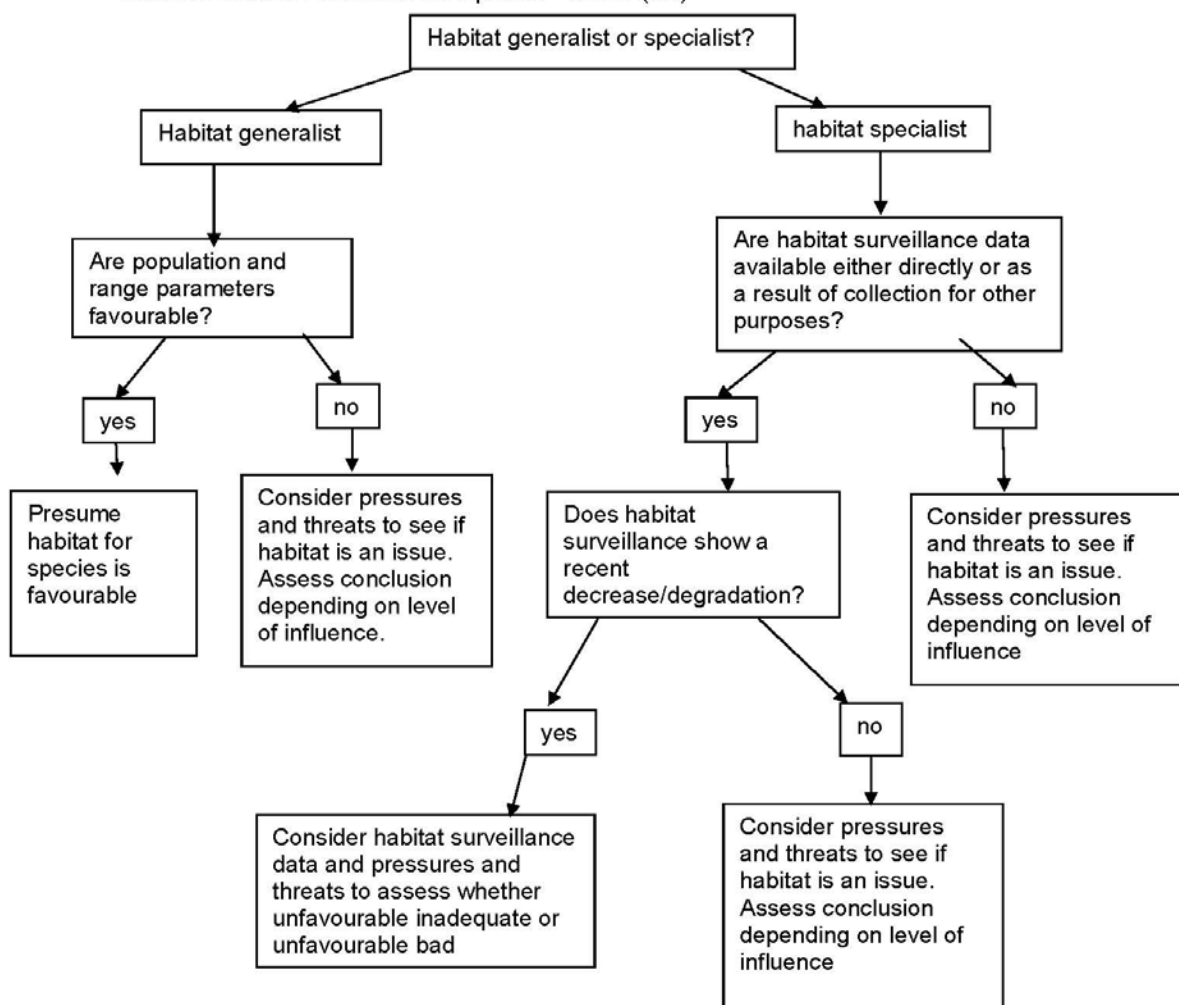 Habitat generalist or specialist?
Habitat generalist
habitat specialist
Are population and
range parameters
favourable?
Are habitat surveillance data
available either directly or as
a result of collection for other
purposes?
yes
no
yes
no
Presume
habitat for
species is
favourable
Consider pressures
and threats to see if
habitat is an issue.
Assess conclusion
depending on level
of influence.
Does habitat
surveillance show a
recent
decrease/degradation?
Consider pressures
and threats to see if
habitat is an issue.
Assess conclusion
depending on level of
influence
yes
no
Consider habitat surveillance
data and pressures and
threats to assess whether
unfavourable inadequate or
unfavourable bad
Consider pressures
and threats to see if
habitat is an issue.
Assess conclusion
depending on level of
influence